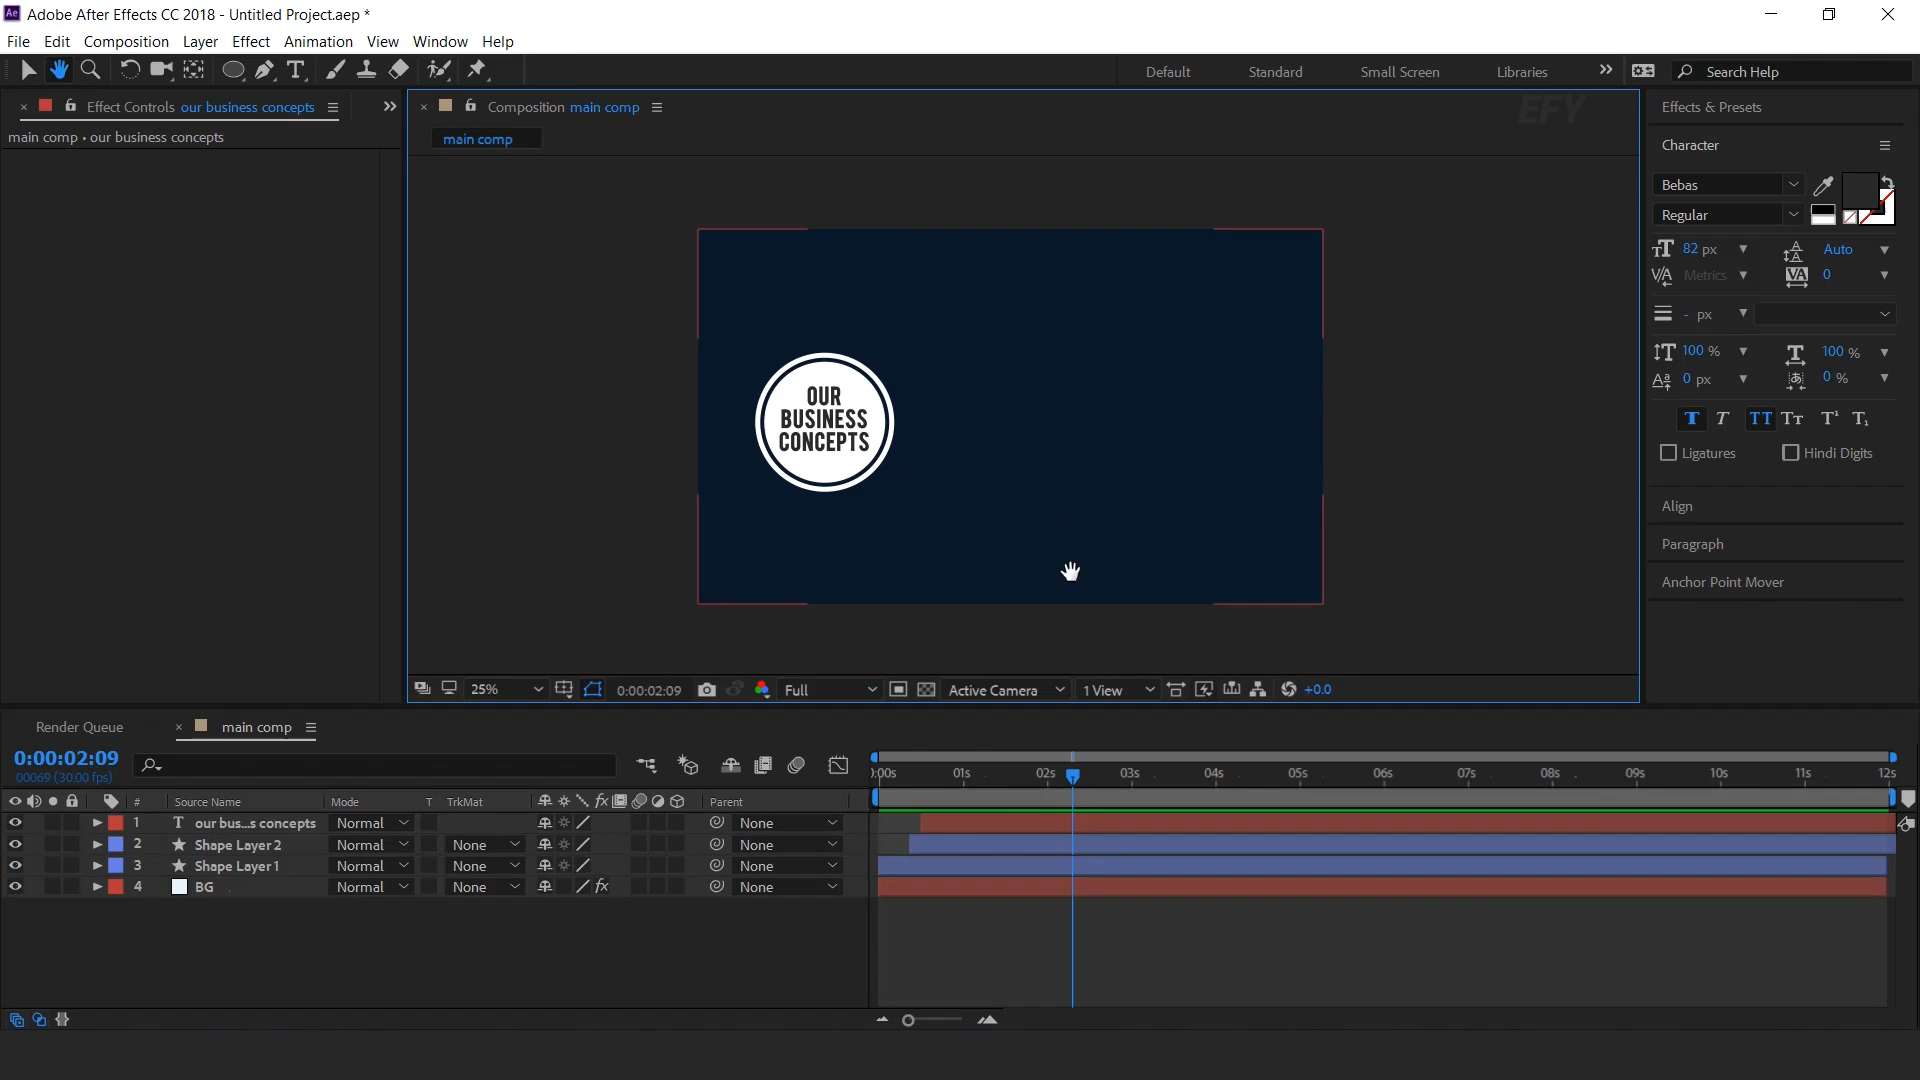 Ae Adobe After Effects CC 2018 - Untitled Project.aep *
File Edit Composition Layer Effect Animation View Window Help
Default Standard Small Screen Libraries Search Help
Effect Controls our business concepts
main comp • our business concepts
Composition main comp
main comp
EFY
OUR
BUSINESS
CONCEPTS
25% 0:00:02:09 Full Active Camera 1 View +0.0
Effects & Presets
Character
Bebas
Regular
82 px Auto
Metrics 0
- px
100 % 100 %
0 px 0 %
Ligatures Hindi Digits
Align
Paragraph
Anchor Point Mover
Render Queue main comp
0:00:02:09
00069 (30.00 fps)
:00s 01s 02s 03s 04s 05s 06s 07s 08s 09s 10s 11s 12s
# Source Name Mode T TrkMat Parent
1 T our bus...s concepts Normal None
2 Shape Layer 2 Normal None None
3 Shape Layer 1 Normal None None
4 BG Normal None fx None